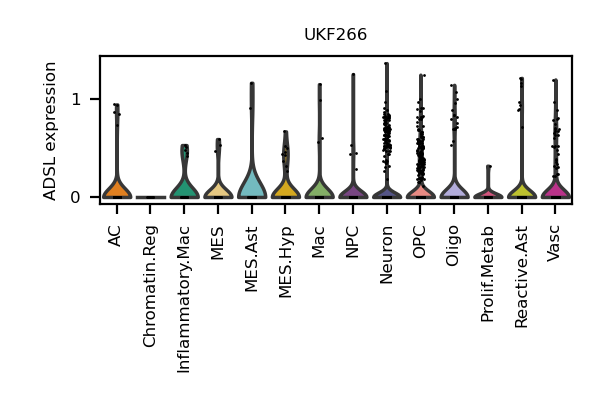 UKF266
ADSL expression
1
0
AC
Chromatin.Reg
Inflammatory.Mac
MES
MES.Ast
MES.Hyp
Mac
NPC
Neuron
OPC
Oligo
Prolif.Metab
Reactive.Ast
Vasc